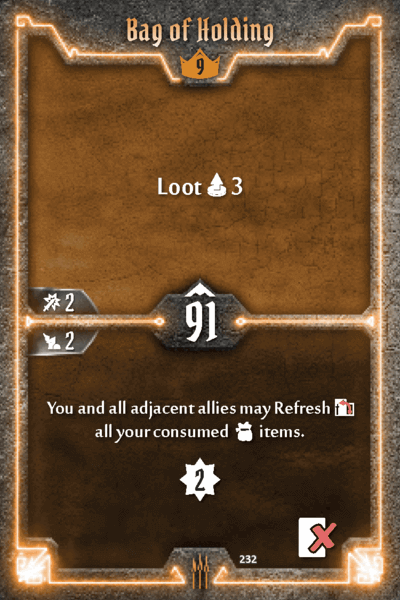 Bag of Holding
9
Loot 3
2
91
2
You and all adjacent allies may Refresh
all your consumed items.
2
232